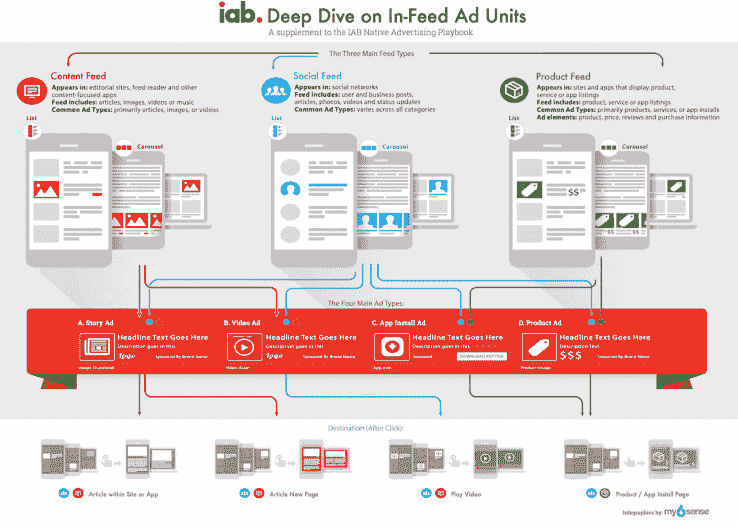 iab. Deep Dive on In-Feed Ad Units
A supplement to the IAB Native Advertising Playbook
The Three Main Feed Types
Content Feed
Appears in: editorial sites, feed reader and other
content-focused apps
Feed includes: articles, images, videos or music
Common Ad Types: primarily articles, images, or videos
List
Carousel
Social Feed
Appears in: social networks
Feed includes: user and business posts,
articles, photos, videos and status updates
Common Ad Types: varies across all categories
List
Carousel
Product Feed
Appears in: sites and apps that display product,
service or app listings
Feed includes: product, service or app listings
Common Ad Types: primarily products, services, or app installs
Ad elements: product, price, reviews and purchase information
List
Carousel
$$
The Four Main Ad Types:
A. Story Ad
Headline Text Goes Here
Description goes in this
Logo
Sponsored By Brand Name
Image Thumbnail
B. Video Ad
Headline Text Goes Here
Description goes in this
Logo
Sponsored By Brand Name
Video Asset
C. App Install Ad
Headline Text Goes Here
Description goes in this
Sponsored
DOWNLOAD BUTTON
App Icon
D. Product Ad
Headline Text Goes Here
Description Text
$$$
Sponsored By Brand Name
Product Image
Destination (After Click):
Article within Site or App
Article New Page
Play Video
Product / App Install Page
Infographics by: my6sense